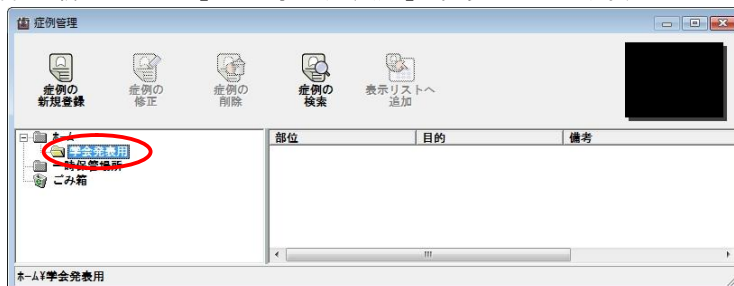 症例管理
症例の
新規登録
症例の
修正
症例の
削除
症例の
検索
表示リストへ
追加
ホーム
学会発表用
一時保管場所
ごみ箱
部位 目的 備考
ホーム¥学会発表用